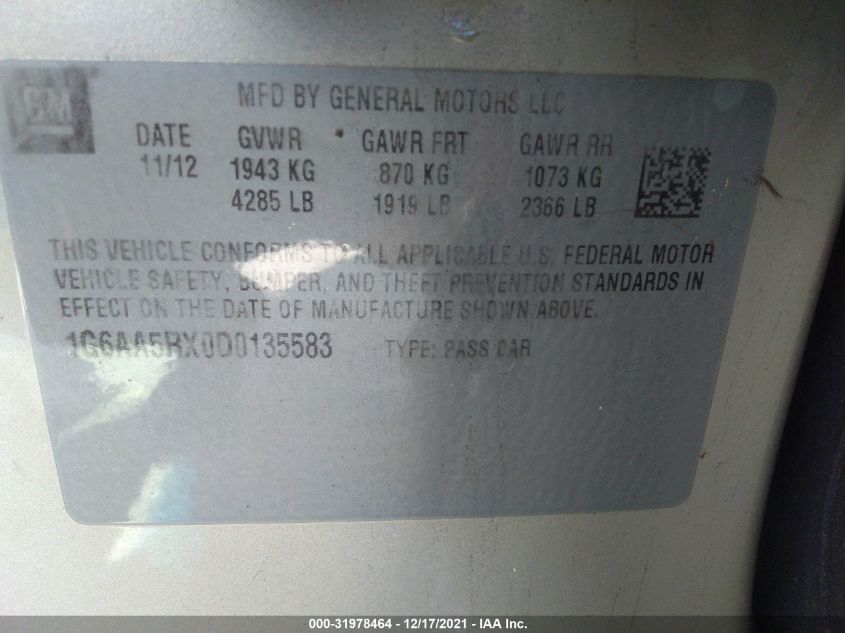 GM
MFD BY GENERAL MOTORS LLC
DATE GVWR GAWR FRT GAWR RR
11/12 1943 KG 870 KG 1073 KG
4285 LB 1919 LB 2366 LB
THIS VEHICLE CONFORMS TO ALL APPLICABLE U.S. FEDERAL MOTOR
VEHICLE SAFETY, BUMPER, AND THEFT PREVENTION STANDARDS IN
EFFECT ON THE DATE OF MANUFACTURE SHOWN ABOVE.
1G6AA5RX0D0135583 TYPE: PASS CAR
000-31978464 - 12/17/2021 - IAA Inc.